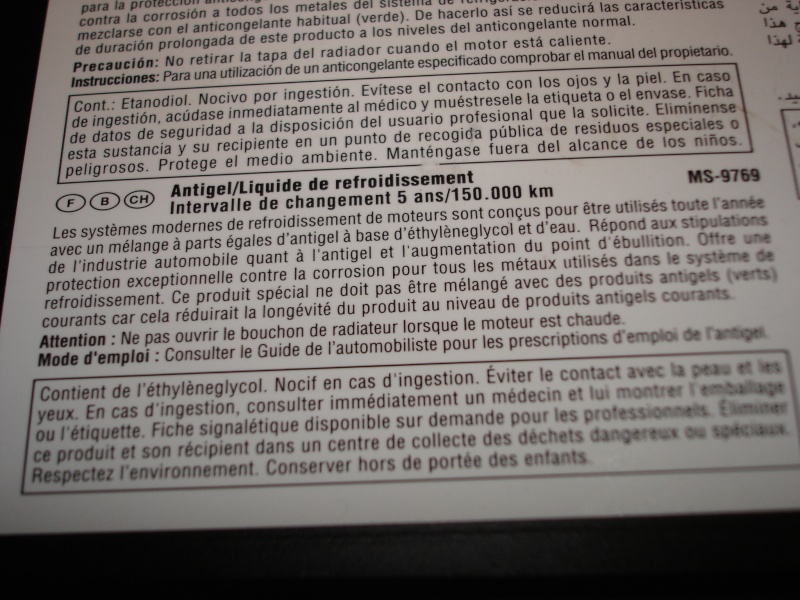 para la protección
contra la corrosión a todos los metales del sistema de
mezclarse con el anticongelante habitual (verde). De hacerlo así se reducirá las características
de duración prolongada de este producto a los niveles del anticongelante normal.
Precaución: No retirar la tapa del radiador cuando el motor está caliente.
Instrucciones: Para una utilización de un anticongelante especificado comprobar el manual del propietario.
Cont.: Etanodiol. Nocivo por ingestión. Evítese el contacto con los ojos y la piel. En caso
de ingestión, acúdase inmediatamente al médico y muéstresele la etiqueta o el envase. Ficha
de datos de seguridad a la disposición del usuario profesional que la solicite. Elimínense
esta sustancia y su recipiente en un punto de recogida pública de residuos especiales o
peligrosos. Protege el medio ambiente. Manténgase fuera del alcance de los niños.
F B CH Antigel/Liquide de refroidissement MS-9769
Intervalle de changement 5 ans/150.000 km
Les systèmes modernes de refroidissement de moteurs sont conçus pour être utilisés toute l'année
avec un mélange à parts égales d'antigel à base d'éthylèneglycol et d'eau. Répond aux stipulations
de l'industrie automobile quant à l'antigel et l'augmentation du point d'ébullition. Offre une
protection exceptionnelle contre la corrosion pour tous les métaux utilisés dans le système de
refroidissement. Ce produit spécial ne doit pas être mélangé avec des produits antigels (verts)
courants car cela réduirait la longévité du produit au niveau de produits antigels courants.
Attention : Ne pas ouvrir le bouchon de radiateur lorsque le moteur est chaude.
Mode d'emploi : Consulter le Guide de l'automobiliste pour les prescriptions d'emploi de l'antigel.
Contient de l'éthylèneglycol. Nocif en cas d'ingestion. Éviter le contact avec la peau et les
yeux. En cas d'ingestion, consulter immédiatement un médecin et lui montrer l'emballage
ou l'étiquette. Fiche signalétique disponible sur demande pour les professionnels. Éliminer
ce produit et son récipient dans un centre de collecte des déchets dangereux ou spéciaux.
Respectez l'environnement. Conserver hors de portée des enfants.